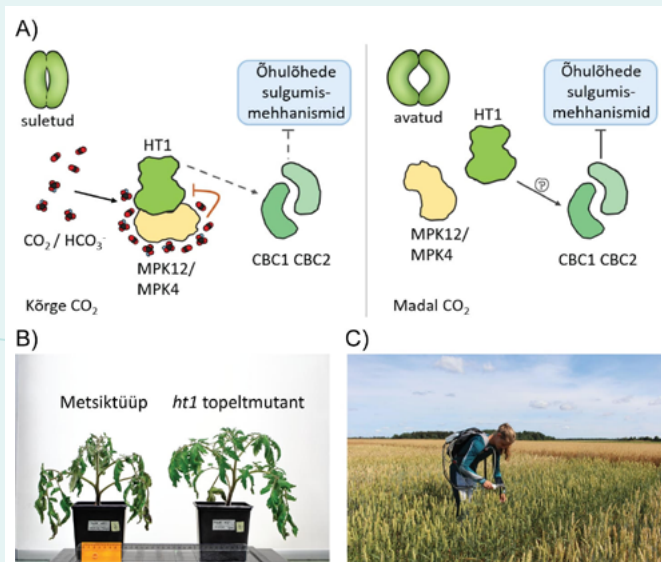 A)
Õhulõhede
sulgumis-
mehhanismid
suletud
HT1
CO₂ / HCO₃⁻
MPK12/
MPK4
CBC1 CBC2
Kõrge CO₂
Õhulõhede
sulgumis-
mehhanismid
avatud
HT1
P
MPK12/
MPK4
CBC1 CBC2
Madal CO₂
B)
Metsiktüüp
ht1 topeltmutant
C)